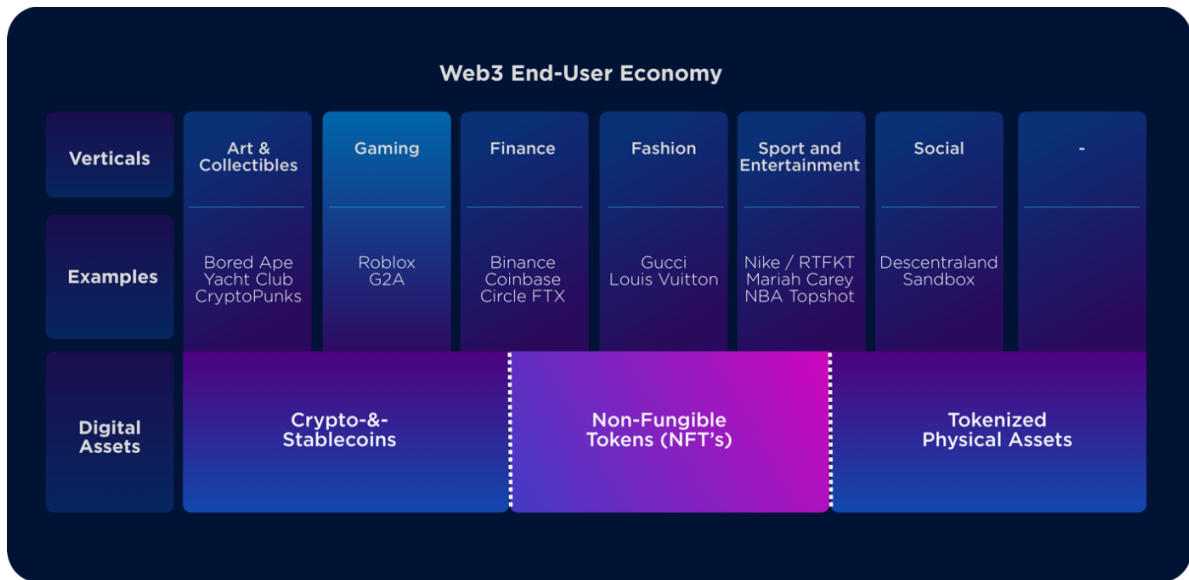 Web3 End-User Economy
Verticals
Art &
Collectibles
Gaming
Finance
Fashion
Sport and
Entertainment
Social
-
Examples
Bored Ape
Yacht Club
CryptoPunks
Roblox
G2A
Binance
Coinbase
Circle FTX
Gucci
Louis Vuitton
Nike / RTFKT
Mariah Carey
NBA Topshot
Descentraland
Sandbox
Digital
Assets
Crypto-&-
Stablecoins
Non-Fungible
Tokens (NFT's)
Tokenized
Physical Assets